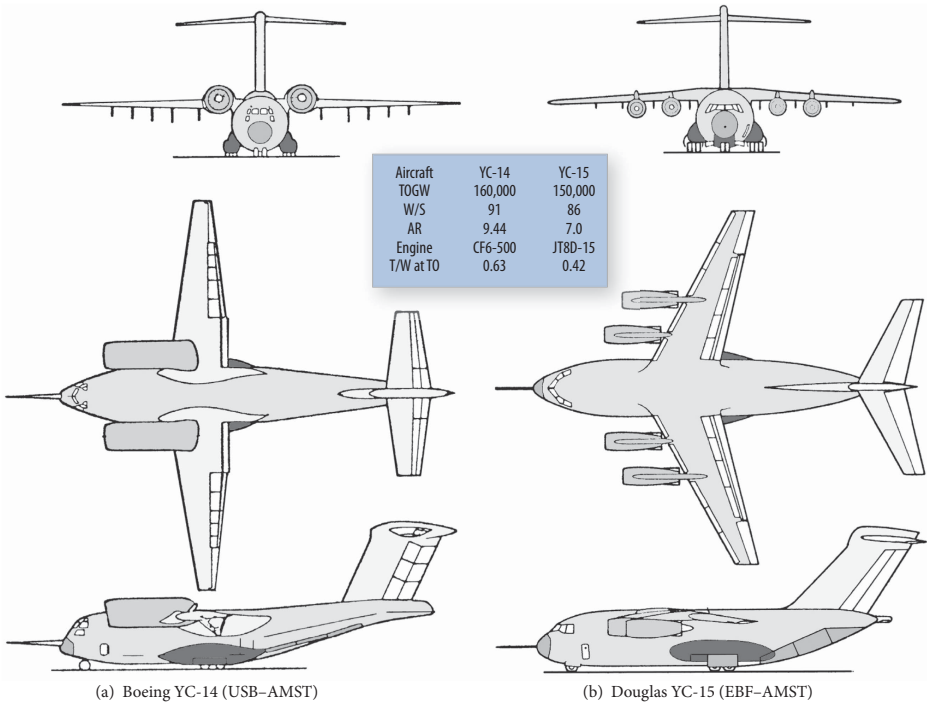 Aircraft YC-14 YC-15
TOGW 160,000 150,000
W/S 91 86
AR 9.44 7.0
Engine CF6-500 JT8D-15
T/W at TO 0.63 0.42
(a) Boeing YC-14 (USB–AMST)
(b) Douglas YC-15 (EBF–AMST)